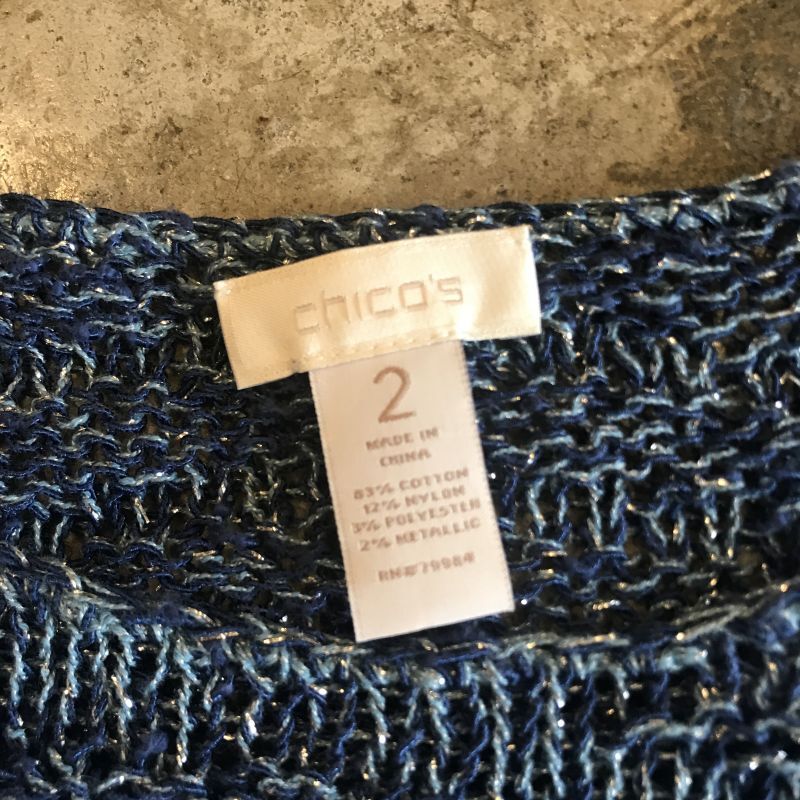 chico's
2
MADE IN
CHINA
83% COTTON
12% NYLON
3% POLYESTER
2% METALLIC
RN#79984